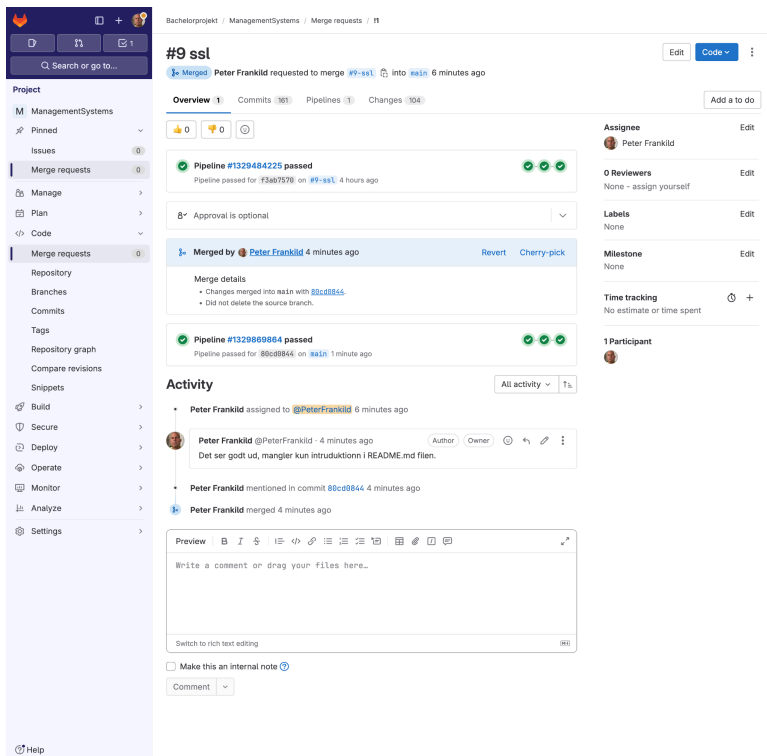 Bachelorprojekt / ManagementSystems / Merge requests / !1
1
Search or go to...
#9 ssl
Edit
Code
Merged Peter Frankild requested to merge #9-ssl into main 6 minutes ago
Project
M ManagementSystems
Pinned
Issues 0
Merge requests 0
Manage
Plan
Code
Merge requests 0
Repository
Branches
Commits
Tags
Repository graph
Compare revisions
Snippets
Build
Secure
Deploy
Operate
Monitor
Analyze
Settings
Help
Overview 1 Commits 161 Pipelines 1 Changes 104
Add a to do
0 0
Pipeline #1329484225 passed
Pipeline passed for f3ab7570 on #9-ssl 4 hours ago
Approval is optional
Merged by Peter Frankild 4 minutes ago Revert Cherry-pick
Merge details
• Changes merged into main with 80cd0844.
• Did not delete the source branch.
Pipeline #1329869864 passed
Pipeline passed for 80cd0844 on main 1 minute ago
Activity
All activity
Peter Frankild assigned to @PeterFrankild 6 minutes ago
Peter Frankild @PeterFrankild · 4 minutes ago Author Owner
Det ser godt ud, mangler kun intruduktionn i README.md filen.
Peter Frankild mentioned in commit 80cd0844 4 minutes ago
Peter Frankild merged 4 minutes ago
Preview B I S
Write a comment or drag your files here…
Switch to rich text editing
Make this an internal note
Comment
Assignee Edit
Peter Frankild
0 Reviewers Edit
None - assign yourself
Labels Edit
None
Milestone Edit
None
Time tracking
No estimate or time spent
1 Participant